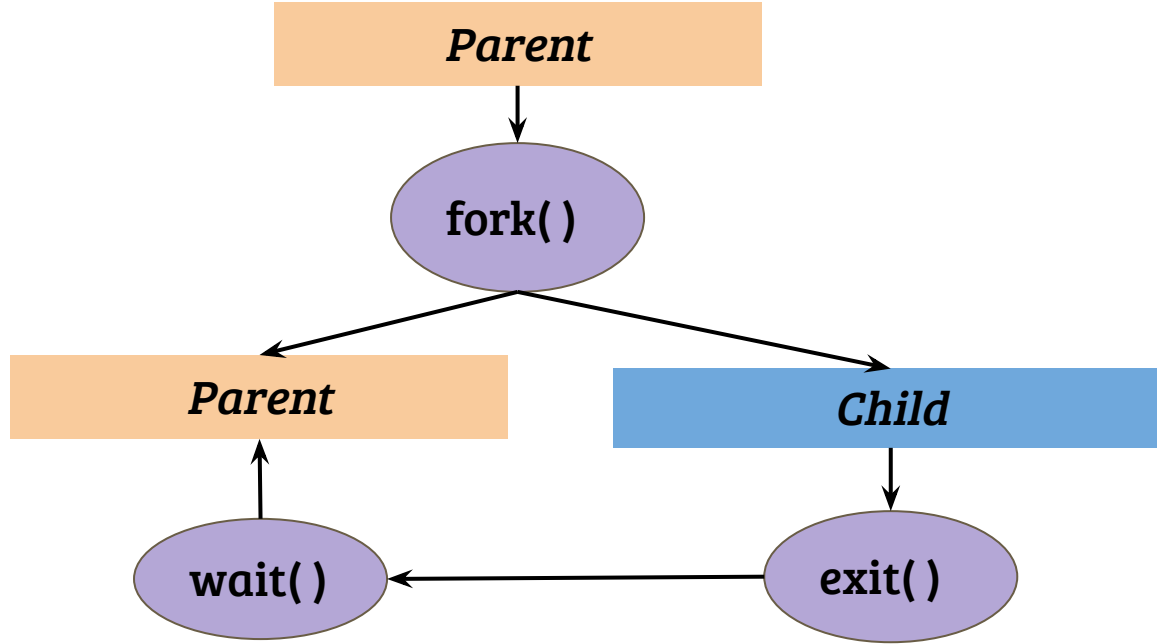 Parent
fork( )
Parent
Child
wait( )
exit( )